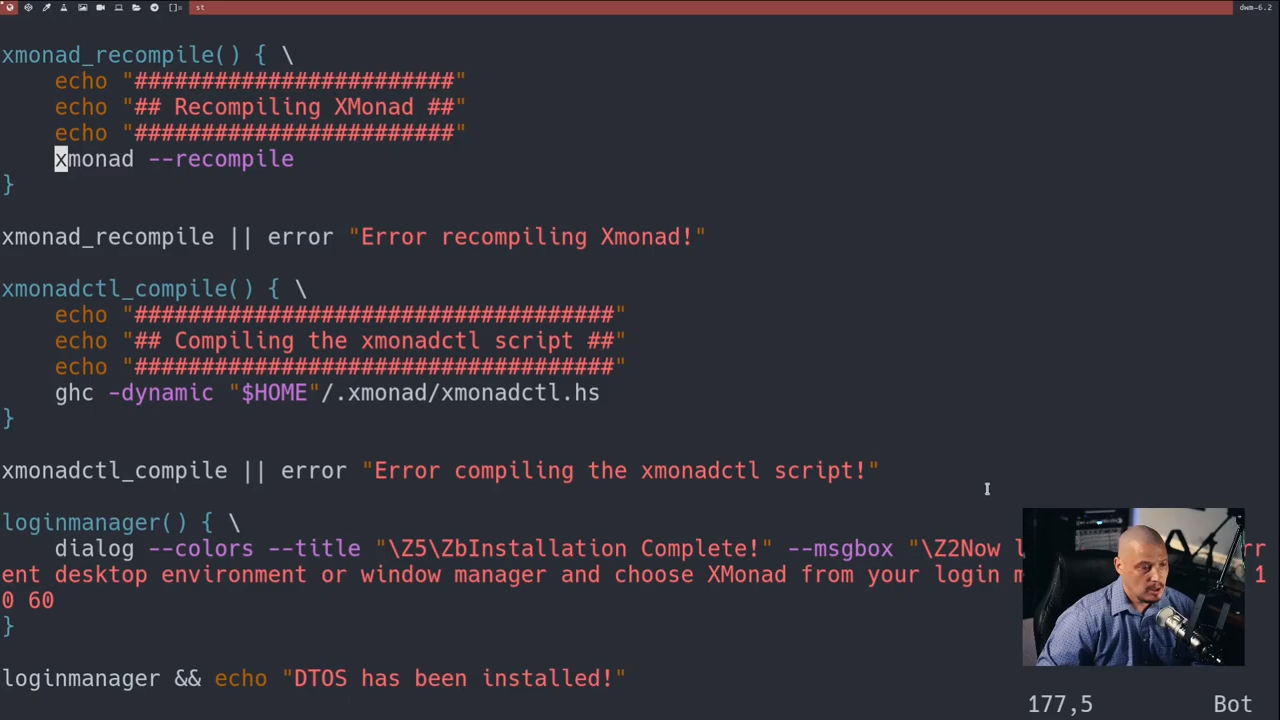 []= st dwm-6.2
xmonad_recompile() { \
echo "########################"
echo "## Recompiling XMonad ##"
echo "########################"
xmonad --recompile
}
xmonad_recompile || error "Error recompiling Xmonad!"
xmonadctl_compile() { \
echo "####################################"
echo "## Compiling the xmonadctl script ##"
echo "####################################"
ghc -dynamic "$HOME"/.xmonad/xmonadctl.hs
}
xmonadctl_compile || error "Error compiling the xmonadctl script!"
loginmanager() { \
dialog --colors --title "\Z5\ZbInstallation Complete!" --msgbox "\Z2Now rr
ent desktop environment or window manager and choose XMonad from your login 1
0 60
}
loginmanager && echo "DTOS has been installed!"
177,5 Bot